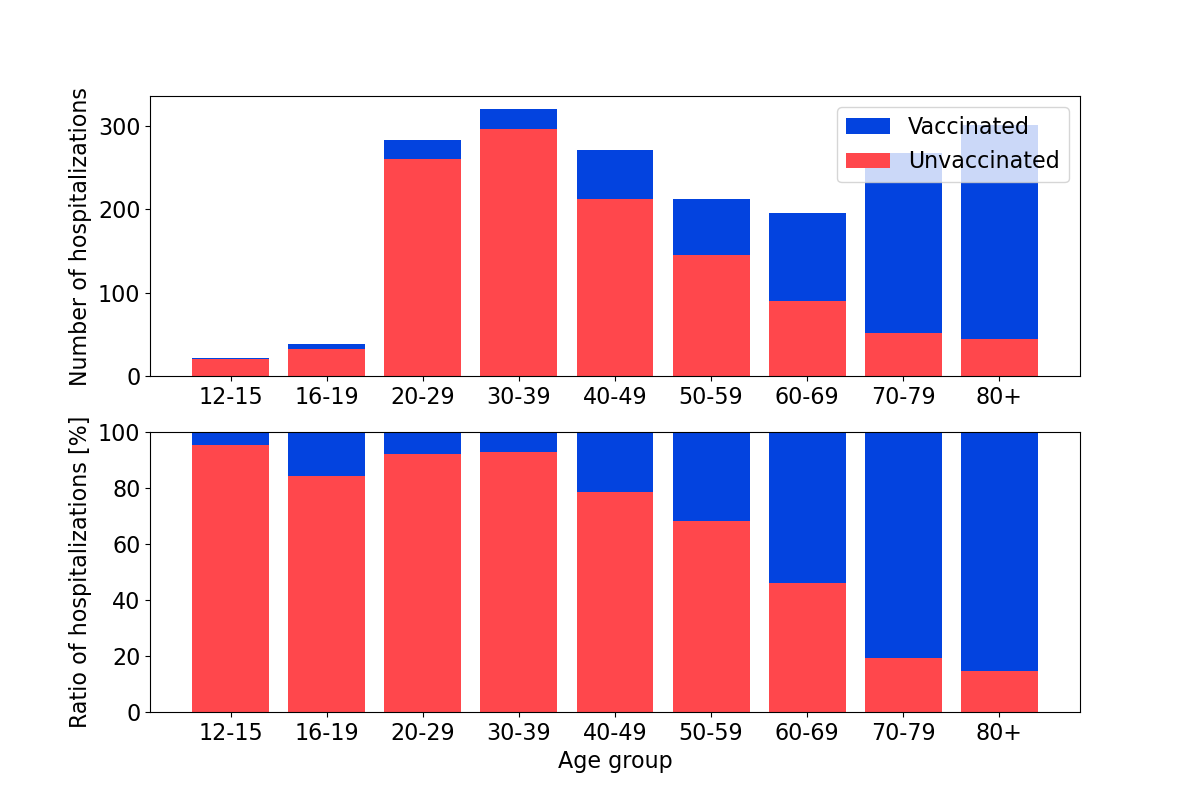 Number of hospitalizations
300
200
100
0
Vaccinated
Unvaccinated
12-15 16-19 20-29 30-39 40-49 50-59 60-69 70-79 80+
Ratio of hospitalizations [%]
100
80
60
40
20
0
12-15 16-19 20-29 30-39 40-49 50-59 60-69 70-79 80+
Age group